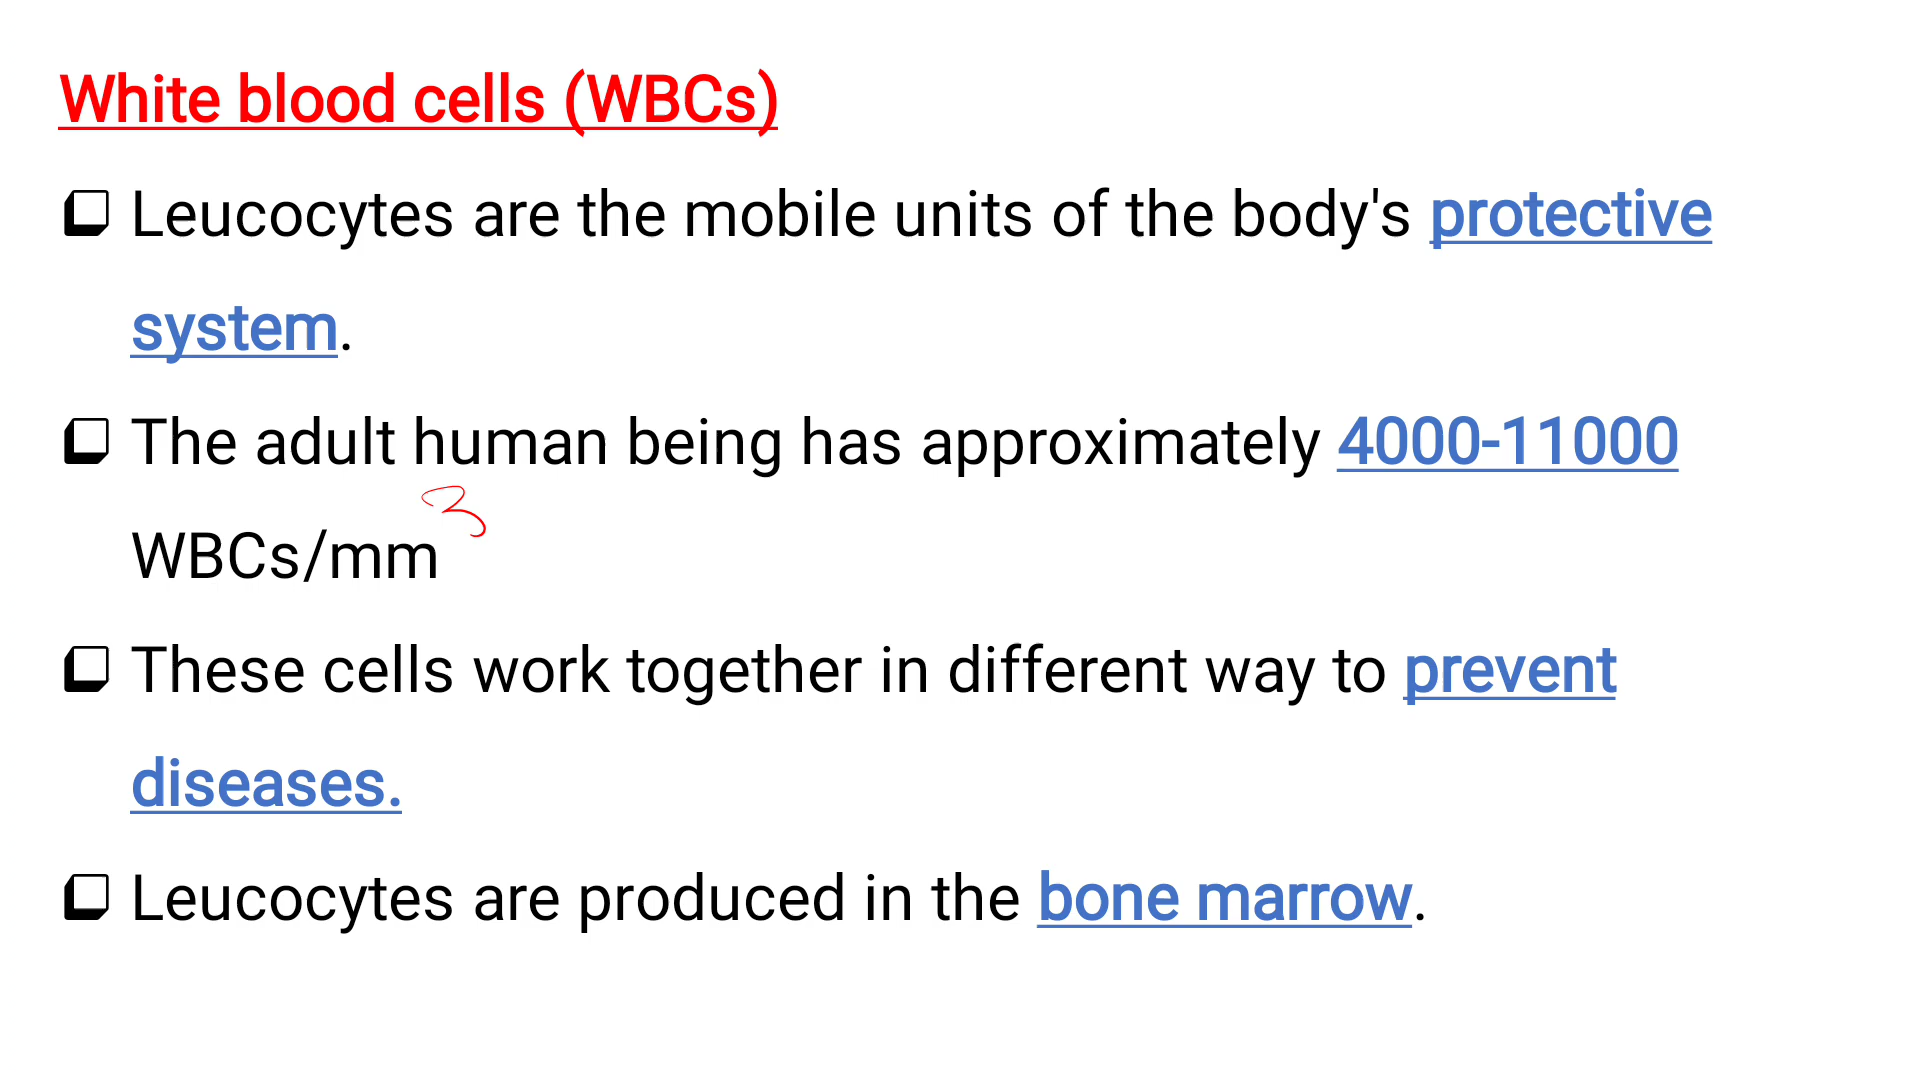 White blood cells (WBCs)
❑ Leucocytes are the mobile units of the body's protective
system.
❑ The adult human being has approximately 4000-11000
WBCs/mm3
❑ These cells work together in different way to prevent
diseases.
❑ Leucocytes are produced in the bone marrow.